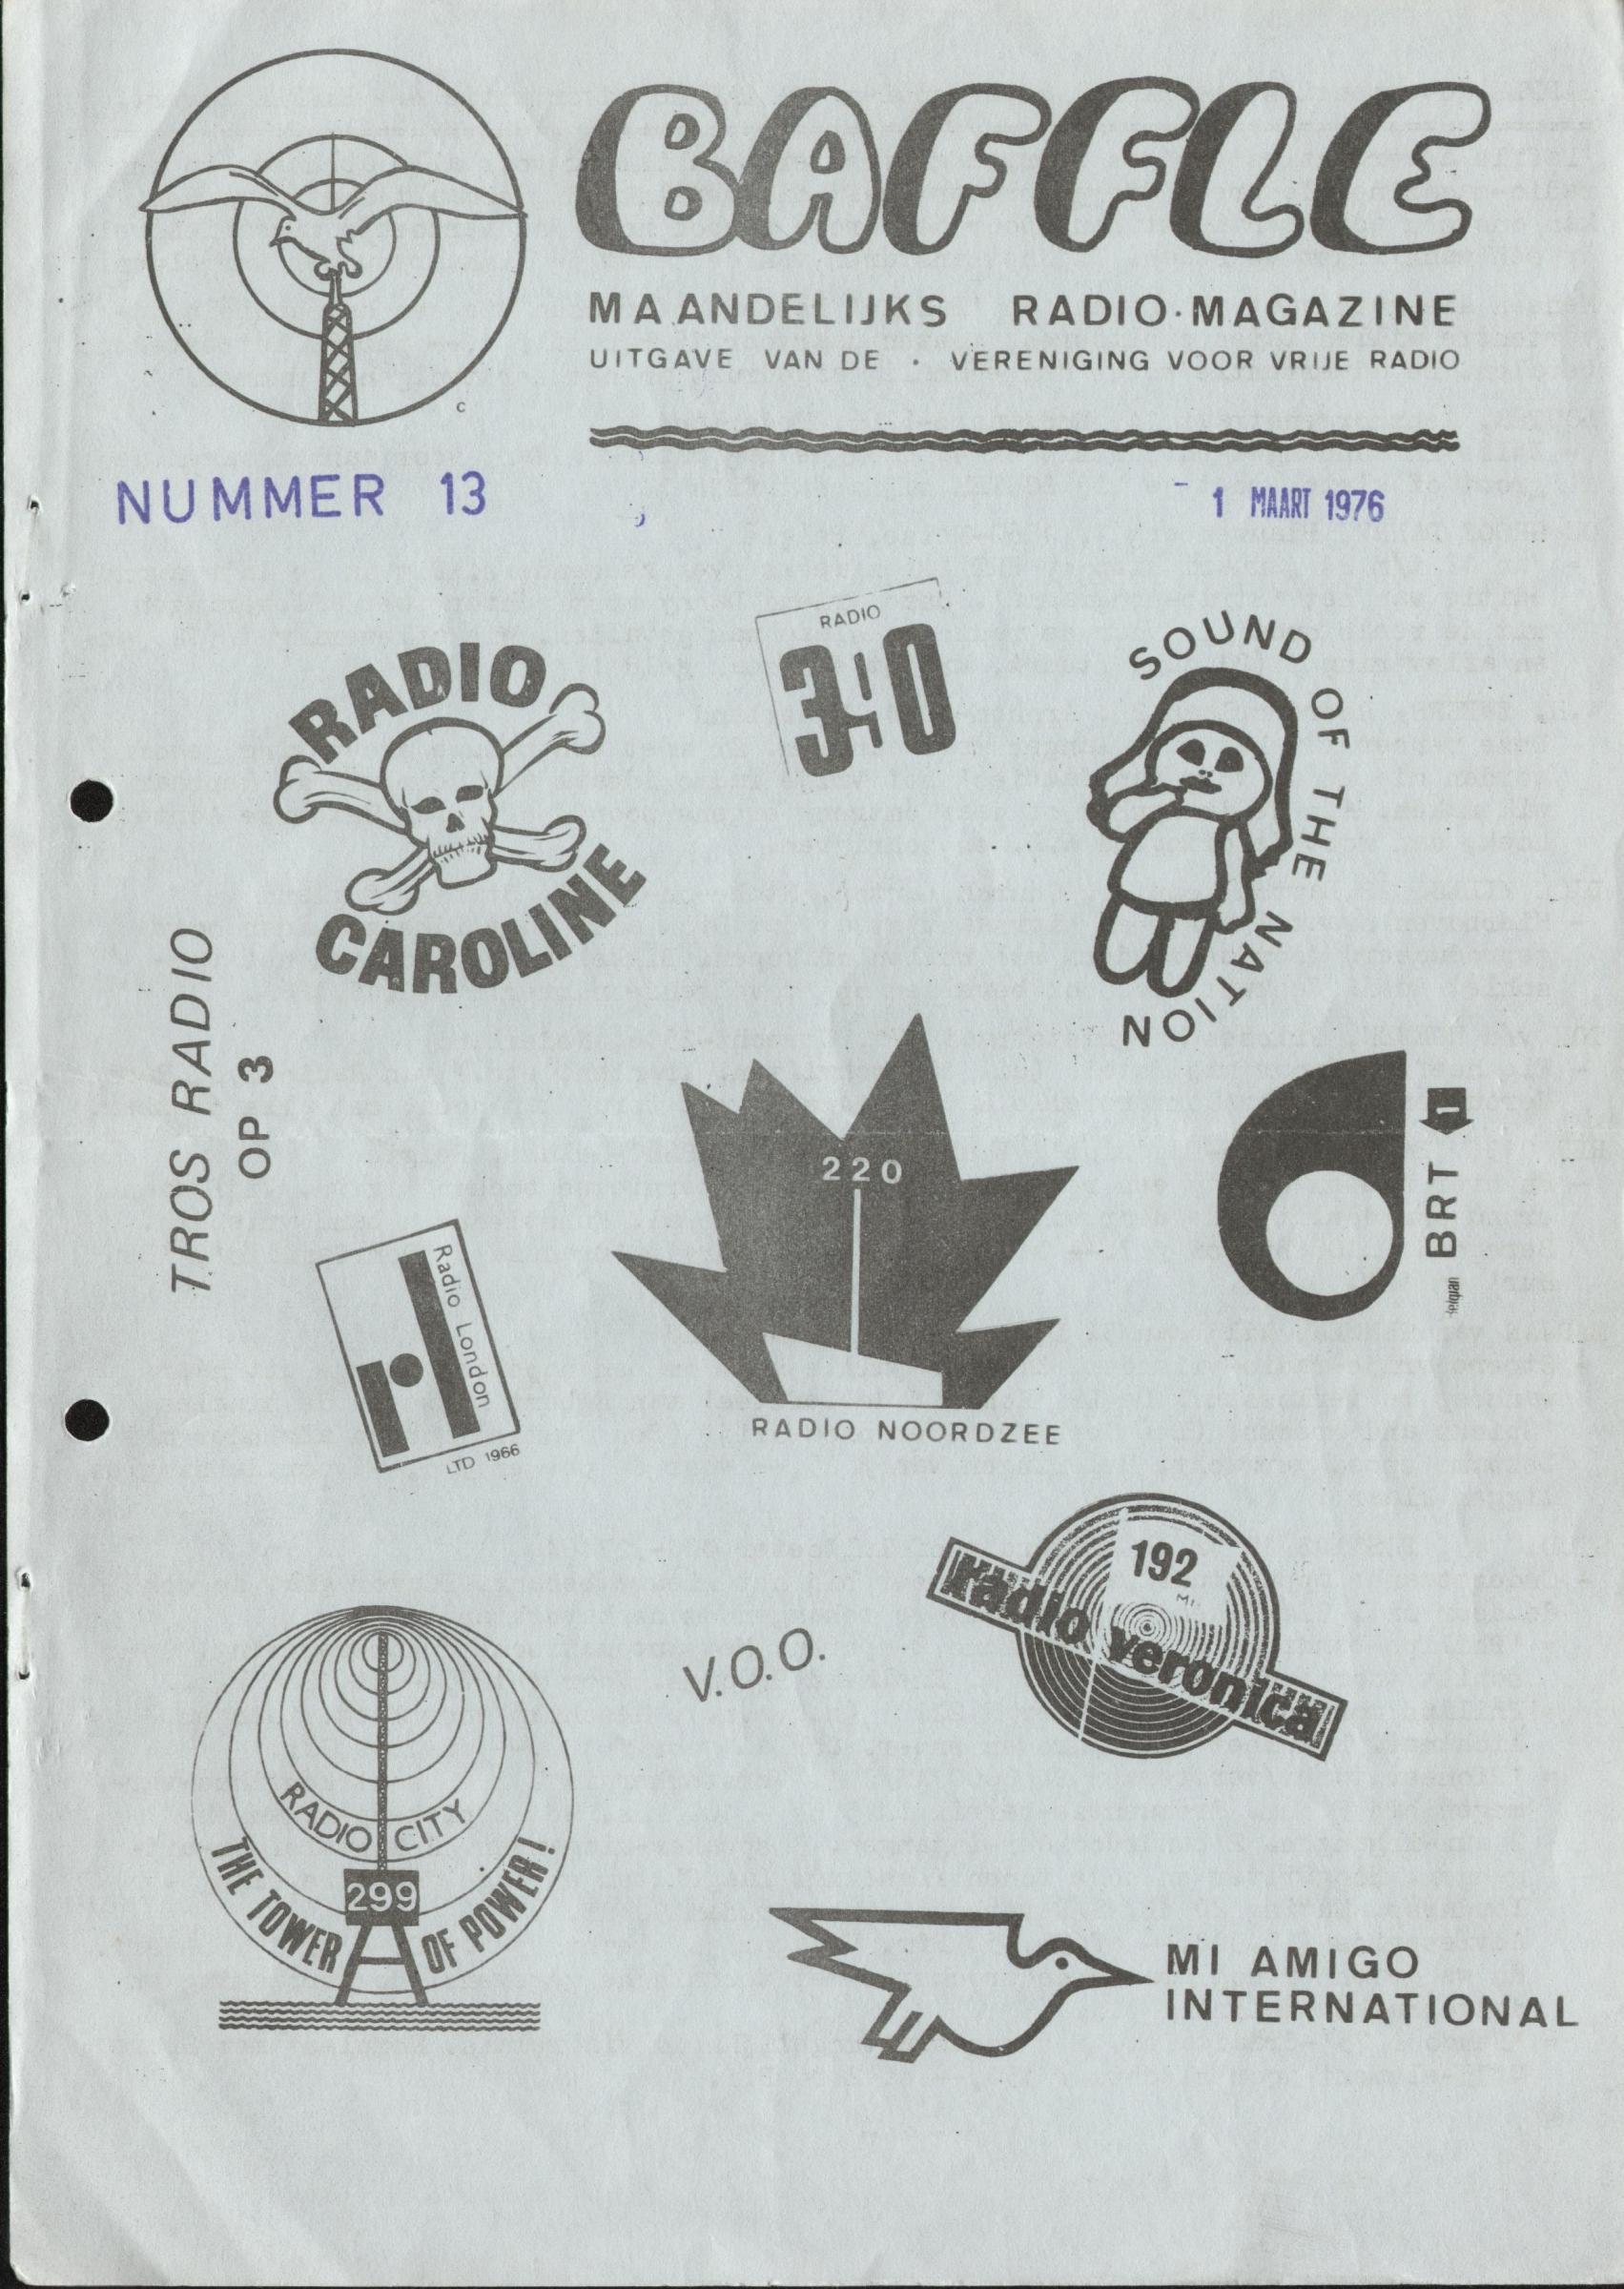 BAFFLE
MAANDELIJKS RADIO·MAGAZINE
UITGAVE VAN DE · VERENIGING VOOR VRIJE RADIO
C
NUMMER 13
- 1 MAART 1976
RADIO
CAROLINE
RADIO
390
SOUND OF THE NATION
TROS RADIO
OP 3
220
RADIO NOORDZEE
BRT 1
Radio London
rl
LTD 1966
192
radio veronica
V.O.O.
RADIO CITY
299
THE TOWER OF POWER!
MI AMIGO
INTERNATIONAL